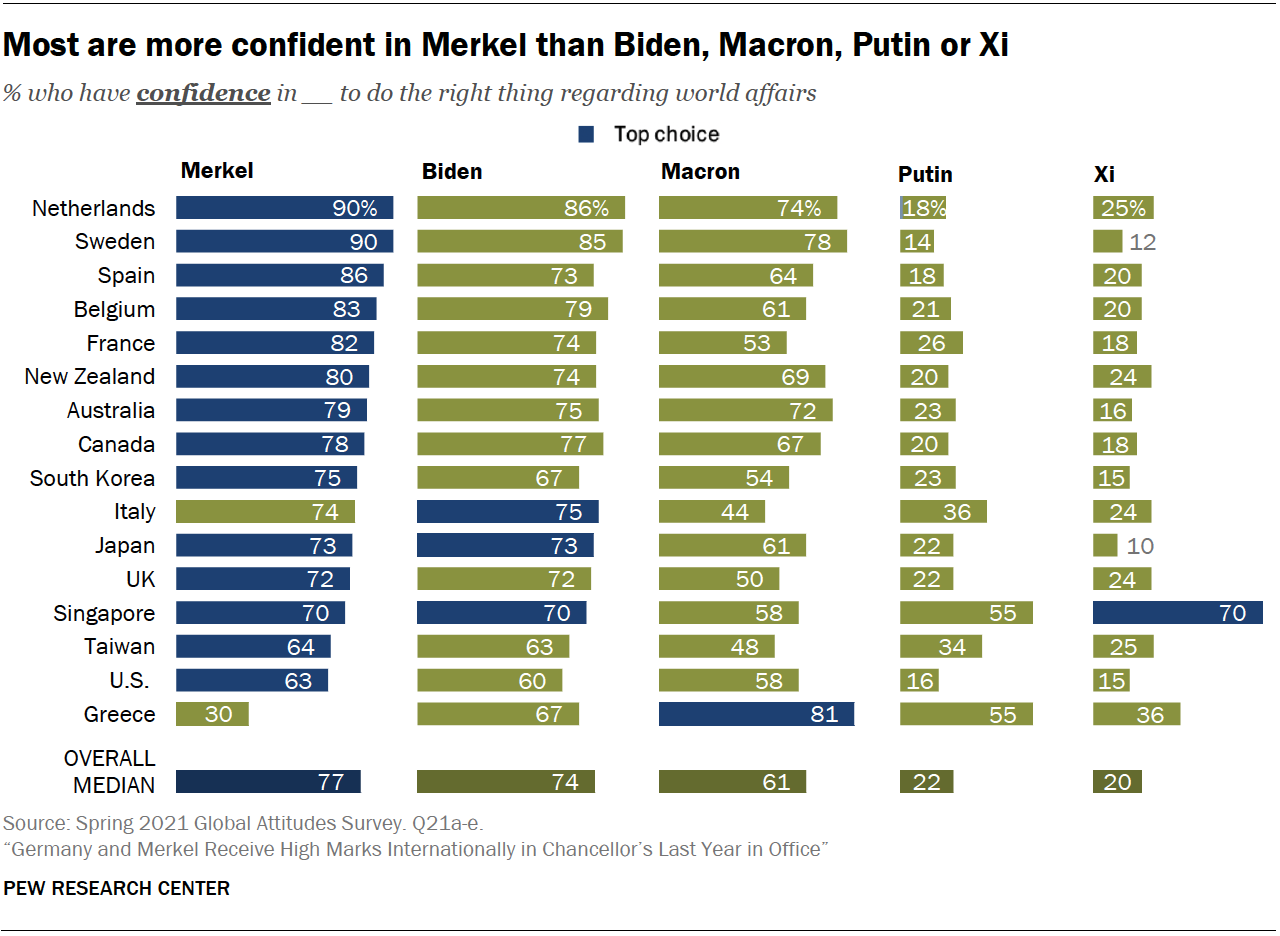 Most are more confident in Merkel than Biden, Macron, Putin or Xi
% who have confidence in __ to do the right thing regarding world affairs
Top choice
Merkel Biden Macron Putin Xi
Netherlands 90% 86% 74% 18% 25%
Sweden 90 85 78 14 12
Spain 86 73 64 18 20
Belgium 83 79 61 21 20
France 82 74 53 26 18
New Zealand 80 74 69 20 24
Australia 79 75 72 23 16
Canada 78 77 67 20 18
South Korea 75 67 54 23 15
Italy 74 75 44 36 24
Japan 73 73 61 22 10
UK 72 72 50 22 24
Singapore 70 70 58 55 70
Taiwan 64 63 48 34 25
U.S. 63 60 58 16 15
Greece 30 67 81 55 36
OVERALL
MEDIAN 77 74 61 22 20
Source: Spring 2021 Global Attitudes Survey. Q21a-e.
“Germany and Merkel Receive High Marks Internationally in Chancellor’s Last Year in Office”
PEW RESEARCH CENTER